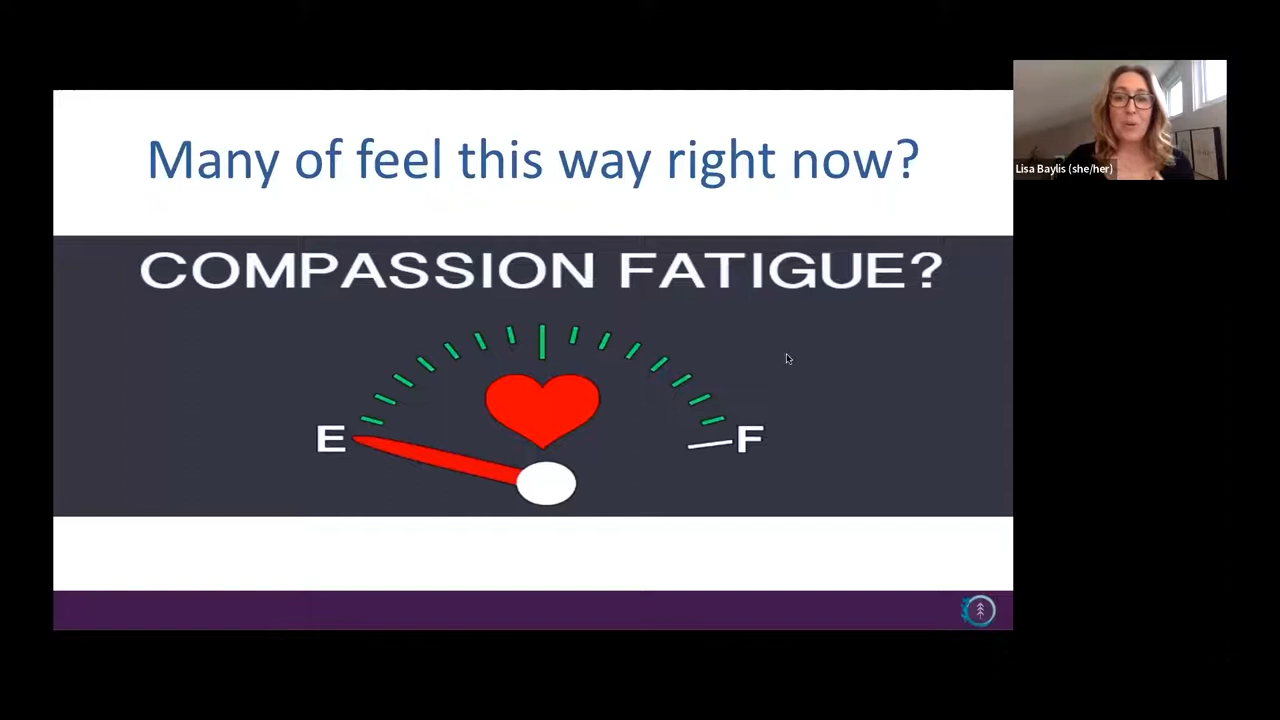 Many of feel this way right now?
COMPASSION FATIGUE?
E
F
Lisa Baylis (she/her)